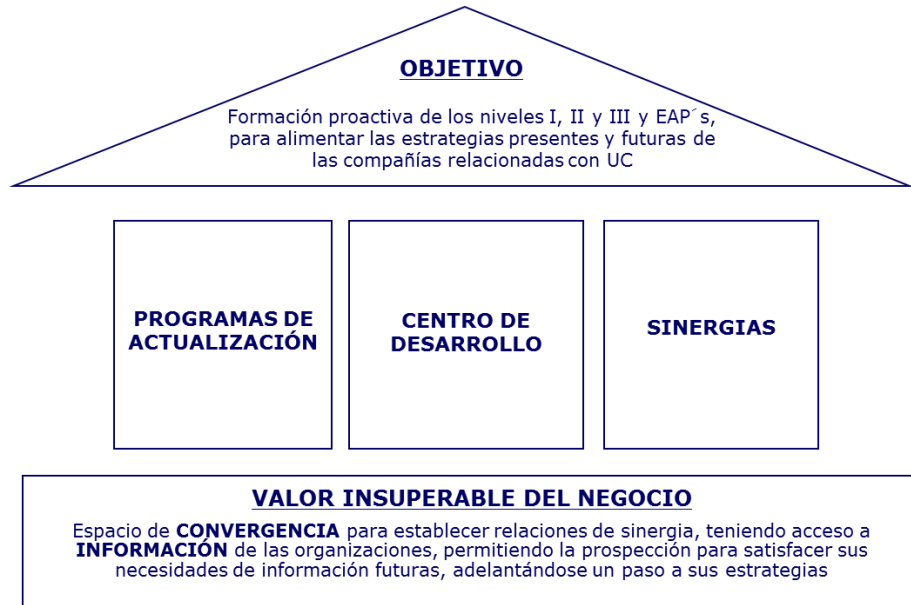 OBJETIVO
Formación proactiva de los niveles I, II y III y EAP´s,
para alimentar las estrategias presentes y futuras de
las compañías relacionadas con UC
PROGRAMAS DE
ACTUALIZACIÓN
CENTRO DE
DESARROLLO
SINERGIAS
VALOR INSUPERABLE DEL NEGOCIO
Espacio de CONVERGENCIA para establecer relaciones de sinergia, teniendo acceso a
INFORMACIÓN de las organizaciones, permitiendo la prospección para satisfacer sus
necesidades de información futuras, adelantándose un paso a sus estrategias